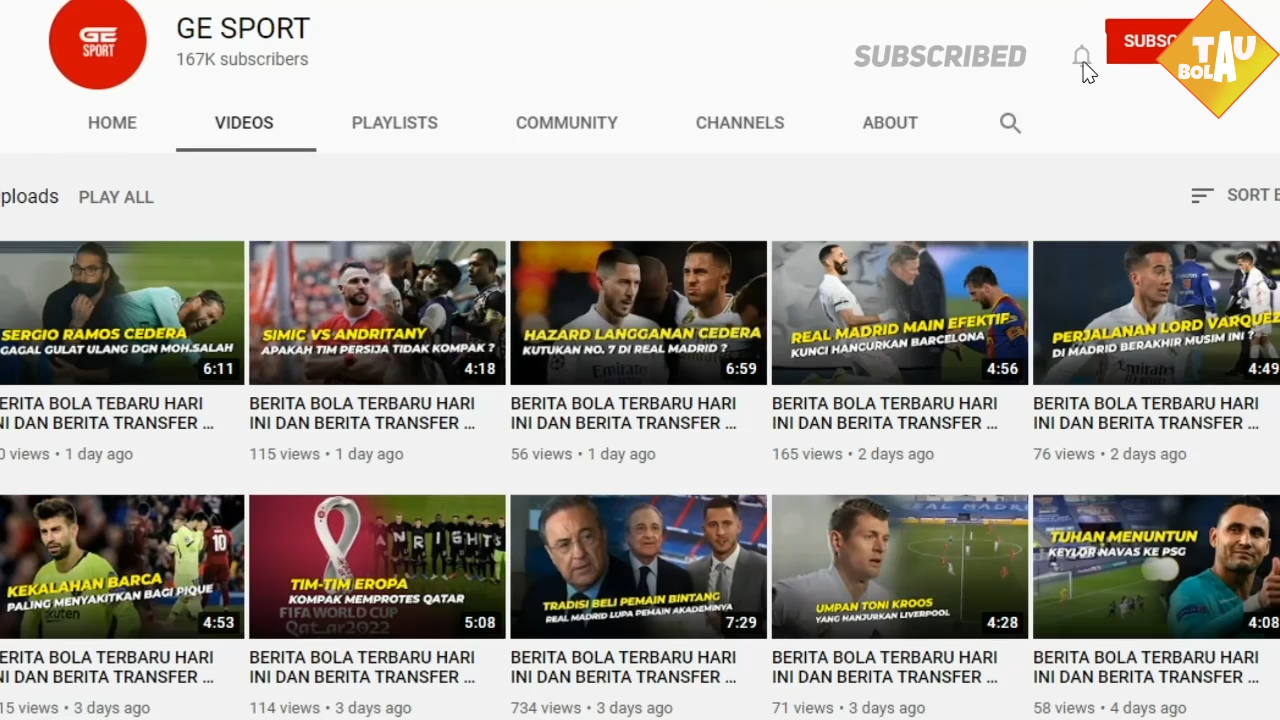 GE
SPORT
GE SPORT
167K subscribers
SUBSCRIBED
SUBSC
TAU
BOLA
HOME
VIDEOS
PLAYLISTS
COMMUNITY
CHANNELS
ABOUT
ploads
PLAY ALL
SORT B
SERGIO RAMOS CEDERA
GAGAL GULAT ULANG DGN MOH.SALAH
6:11
SIMIC VS ANDRITANY
APAKAH TIM PERSIJA TIDAK KOMPAK ?
4:18
HAZARD LANGGANAN CEDERA
KUTUKAN NO. 7 DI REAL MADRID ?
Emirates
6:59
REAL MADRID MAIN EFEKTIF
KUNCI HANCURKAN BARCELONA
4:56
PERJALANAN LORD VARQUEZ
DI MADRID BERAKHIR MUSIM INI ?
Emirates
4:49
ERITA BOLA TERBARU HARI
NI DAN BERITA TRANSFER ...
0 views • 1 day ago
BERITA BOLA TERBARU HARI
INI DAN BERITA TRANSFER ...
115 views • 1 day ago
BERITA BOLA TERBARU HARI
INI DAN BERITA TRANSFER ...
56 views • 1 day ago
BERITA BOLA TERBARU HARI
INI DAN BERITA TRANSFER ...
165 views • 2 days ago
BERITA BOLA TERBARU HARI
INI DAN BERITA TRANSFER ...
76 views • 2 days ago
KEKALAHAN BARCA
PALING MENYAKITKAN BAGI PIQUE
10
4:53
TIM-TIM EROPA
KOMPAK MEMPROTES QATAR
FIFA WORLD CUP
Qatar2022
5:08
TRADISI BELI PEMAIN BINTANG
REAL MADRID LUPA PEMAIN AKADEMINYA
7:29
UMPAN TONI KROOS
YANG HANJURKAN LIVERPOOL
4:28
TUHAN MENUNTUN
KEYLOR NAVAS KE PSG
4:08
ERITA BOLA TERBARU HARI
NI DAN BERITA TRANSFER ...
15 views • 3 days ago
BERITA BOLA TERBARU HARI
INI DAN BERITA TRANSFER ...
114 views • 3 days ago
BERITA BOLA TERBARU HARI
INI DAN BERITA TRANSFER ...
734 views • 3 days ago
BERITA BOLA TERBARU HARI
INI DAN BERITA TRANSFER ...
71 views • 3 days ago
BERITA BOLA TERBARU HARI
INI DAN BERITA TRANSFER ...
58 views • 4 days ago